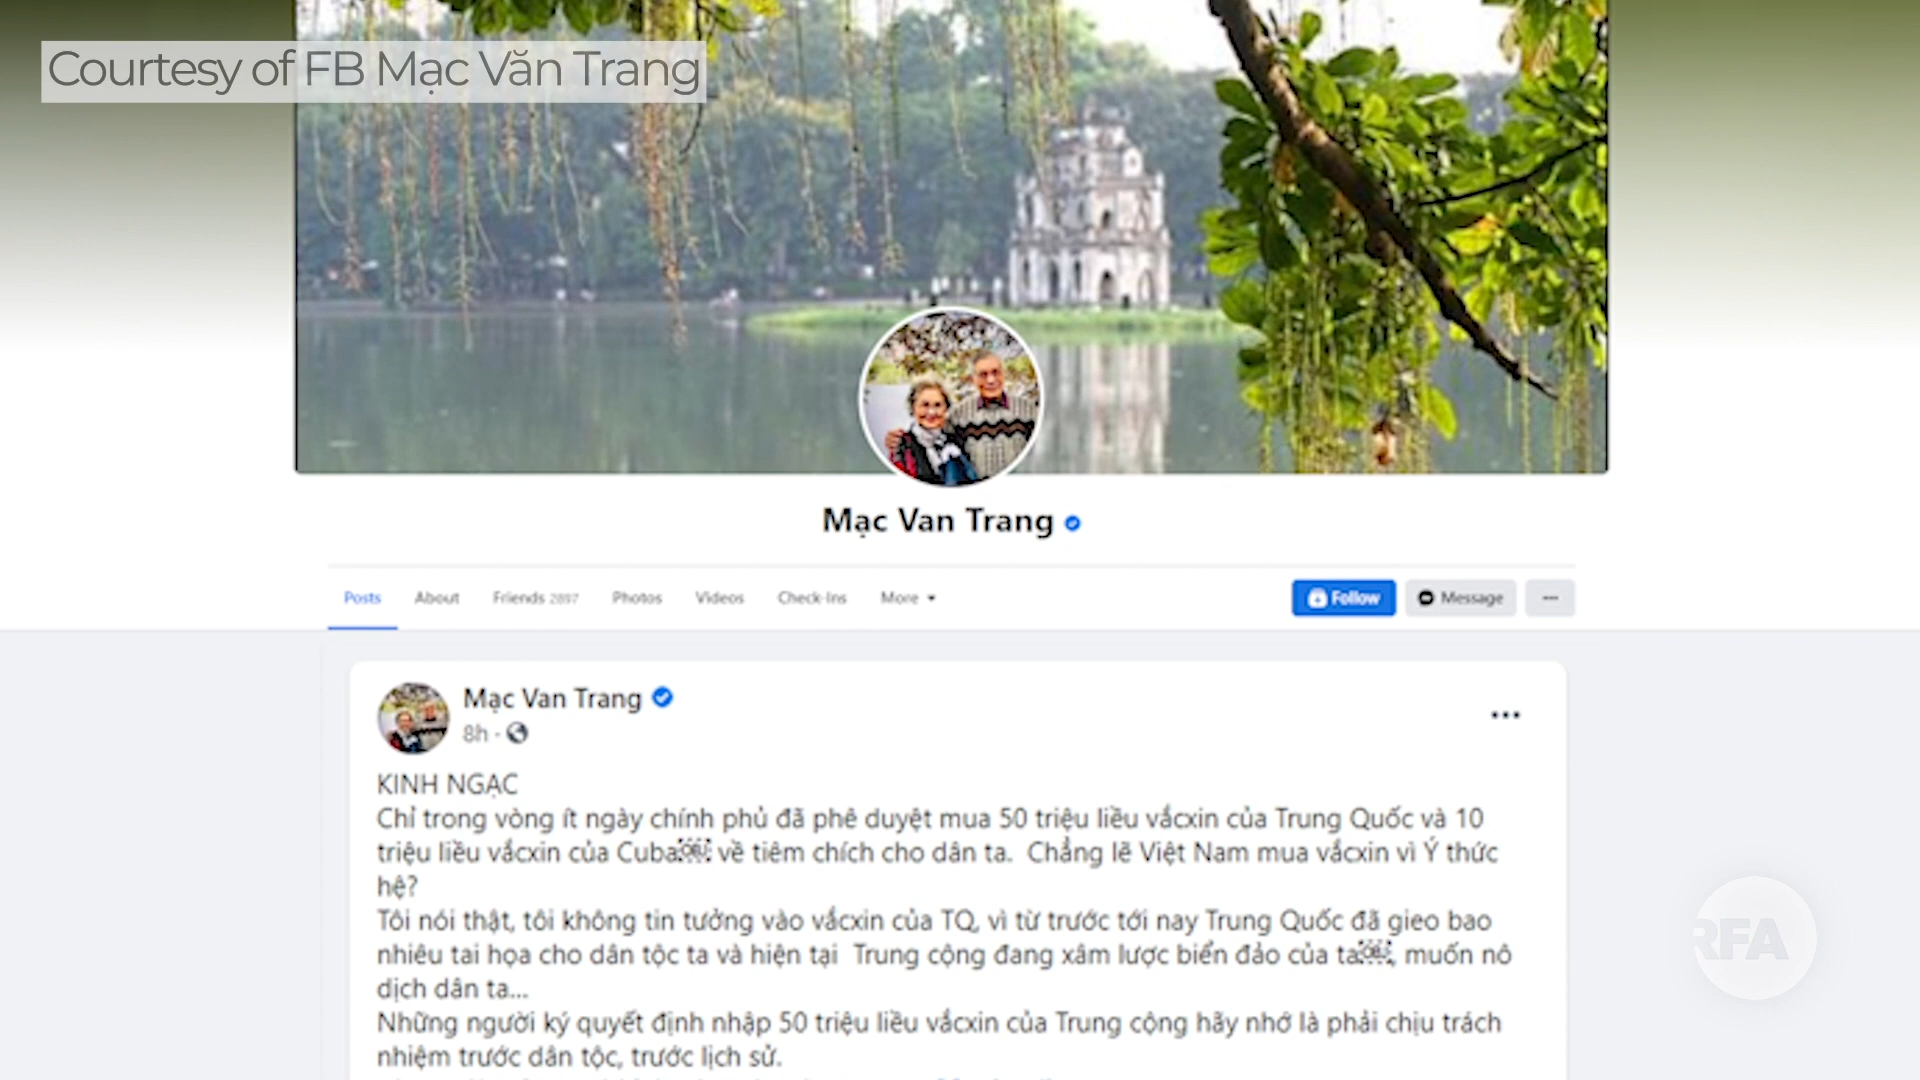 Courtesy of FB Mạc Văn Trang
Mạc Van Trang
Posts About Friends 2897 Photos Videos Check-Ins More
Follow Message
Mạc Van Trang
8h
KINH NGẠC
Chỉ trong vòng ít ngày chính phủ đã phê duyệt mua 50 triệu liều vắcxin của Trung Quốc và 10
triệu liều vắcxin của Cuba￼ về tiêm chích cho dân ta. Chẳng lẽ Việt Nam mua vắcxin vì Ý thức
hệ?
Tôi nói thật, tôi không tin tưởng vào vắcxin của TQ, vì từ trước tới nay Trung Quốc đã gieo bao
nhiêu tai họa cho dân tộc ta và hiện tại Trung cộng đang xâm lược biển đảo của ta￼, muốn nô
dịch dân ta...
Những người ký quyết định nhập 50 triệu liều vắcxin của Trung cộng hãy nhớ là phải chịu trách
nhiệm trước dân tộc, trước lịch sử.
RFA